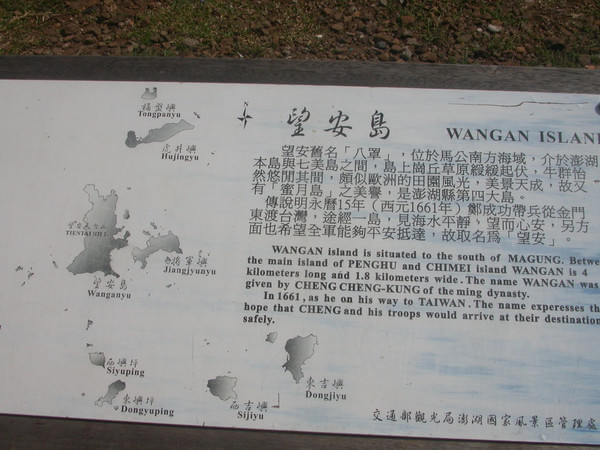 望安島
WANGAN ISLAND
望安舊名「八罩」，位於馬公南方海域，介於澎湖
本島與七美島之間，島上崗丘草原緩緩起伏，牛群怡
然悠閒其間，頗似歐洲的田園風光，美景天成，故又
有「蜜月島」之美譽，是澎湖縣第四大島。
傳說明永曆15年（西元1661年）鄭成功帶兵從金門
東渡台灣，途經一島，見海水平靜，望而心安，另方
面也希望全軍能夠平安抵達，故取名爲「望安」。
WANGAN island is situated to the south of MAGUNG. Betwe
the main island of PENGHU and CHIMEI island WANGAN is 4
kilometers long and 1.8 kilometers wide. The name WANGAN was
given by CHENG CHENG-KUNG of the ming dynasty.
In 1661, as he on his way to TAIWAN. The name experesses the
hope that CHENG and his troops would arrive at their destination
safely.
交通部觀光局澎湖國家風景區管理處
桶盤嶼
Tongpanyu
虎井嶼
Hujingyu
望安島
Wanganyu
將軍嶼
Jiangjyunyu
西嶼坪
Siyuping
東嶼坪
Dongyuping
西吉嶼
Sijiyu
東吉嶼
Dongjiyu